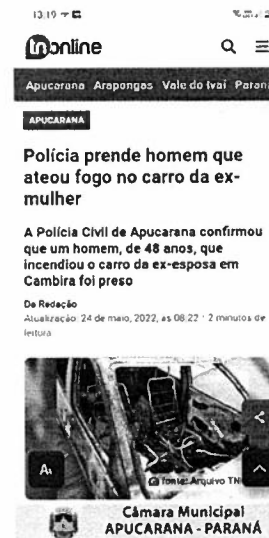 13:19
tnonline
Apucarana Arapongas Vale do Ivaí Paraná
APUCARANA
Polícia prende homem que
ateou fogo no carro da ex-
mulher
A Polícia Civil de Apucarana confirmou
que um homem, de 48 anos, que
incendiou o carro da ex-esposa em
Cambira foi preso
Da Redação
Atualização: 24 de maio, 2022, às 08:22 · 2 minutos de
leitura
A
fonte: Arquivo TN
Câmara Municipal
APUCARANA - PARANÁ